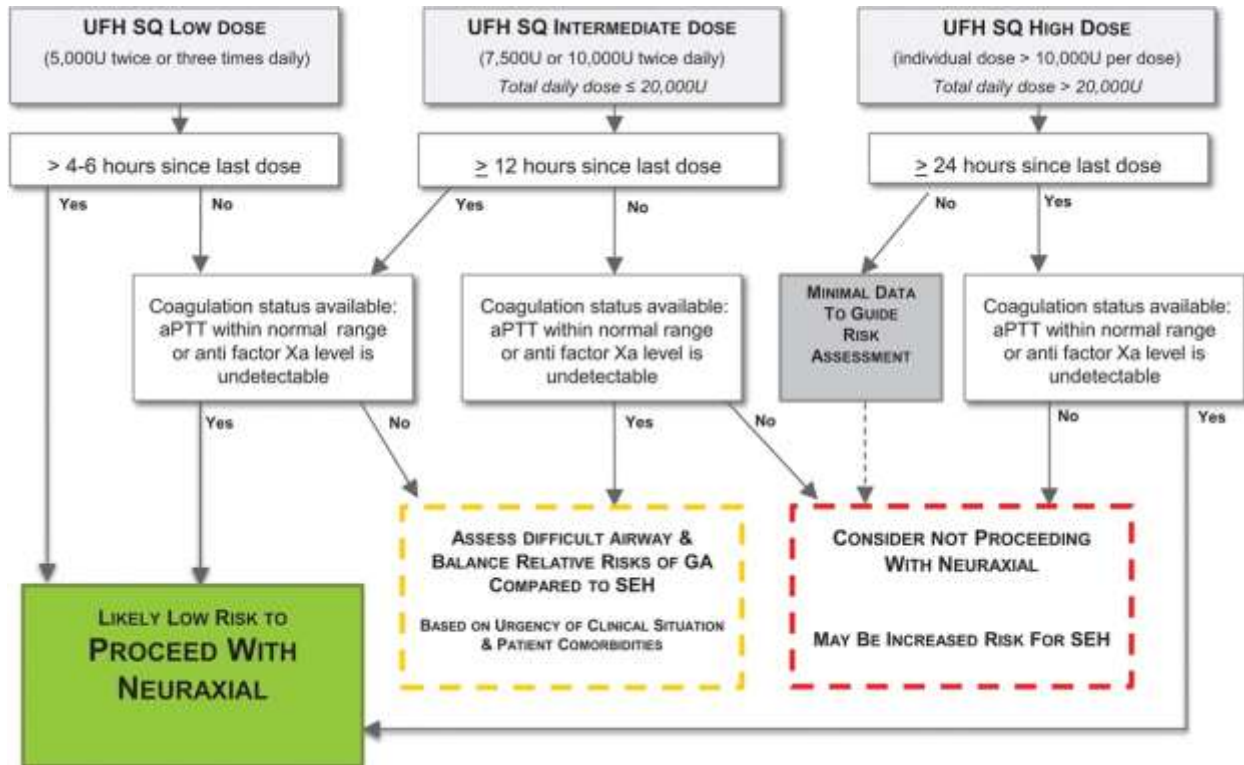 UFH SQ LOW DOSE
(5,000U twice or three times daily)
UFH SQ INTERMEDIATE DOSE
(7,500U or 10,000U twice daily)
Total daily dose ≤ 20,000U
UFH SQ HIGH DOSE
(individual dose > 10,000U per dose)
Total daily dose > 20,000U
> 4-6 hours since last dose
≥ 12 hours since last dose
≥ 24 hours since last dose
Yes
No
Yes
No
No
Yes
Coagulation status available:
aPTT within normal range
or anti factor Xa level is
undetectable
Coagulation status available:
aPTT within normal range
or anti factor Xa level is
undetectable
MINIMAL DATA
TO GUIDE
RISK
ASSESSMENT
Coagulation status available:
aPTT within normal range
or anti factor Xa level is
undetectable
Yes
No
Yes
No
No
Yes
LIKELY LOW RISK TO
PROCEED WITH
NEURAXIAL
ASSESS DIFFICULT AIRWAY &
BALANCE RELATIVE RISKS OF GA
COMPARED TO SEH
BASED ON URGENCY OF CLINICAL SITUATION
& PATIENT COMORBIDITIES
CONSIDER NOT PROCEEDING
WITH NEURAXIAL
MAY BE INCREASED RISK FOR SEH